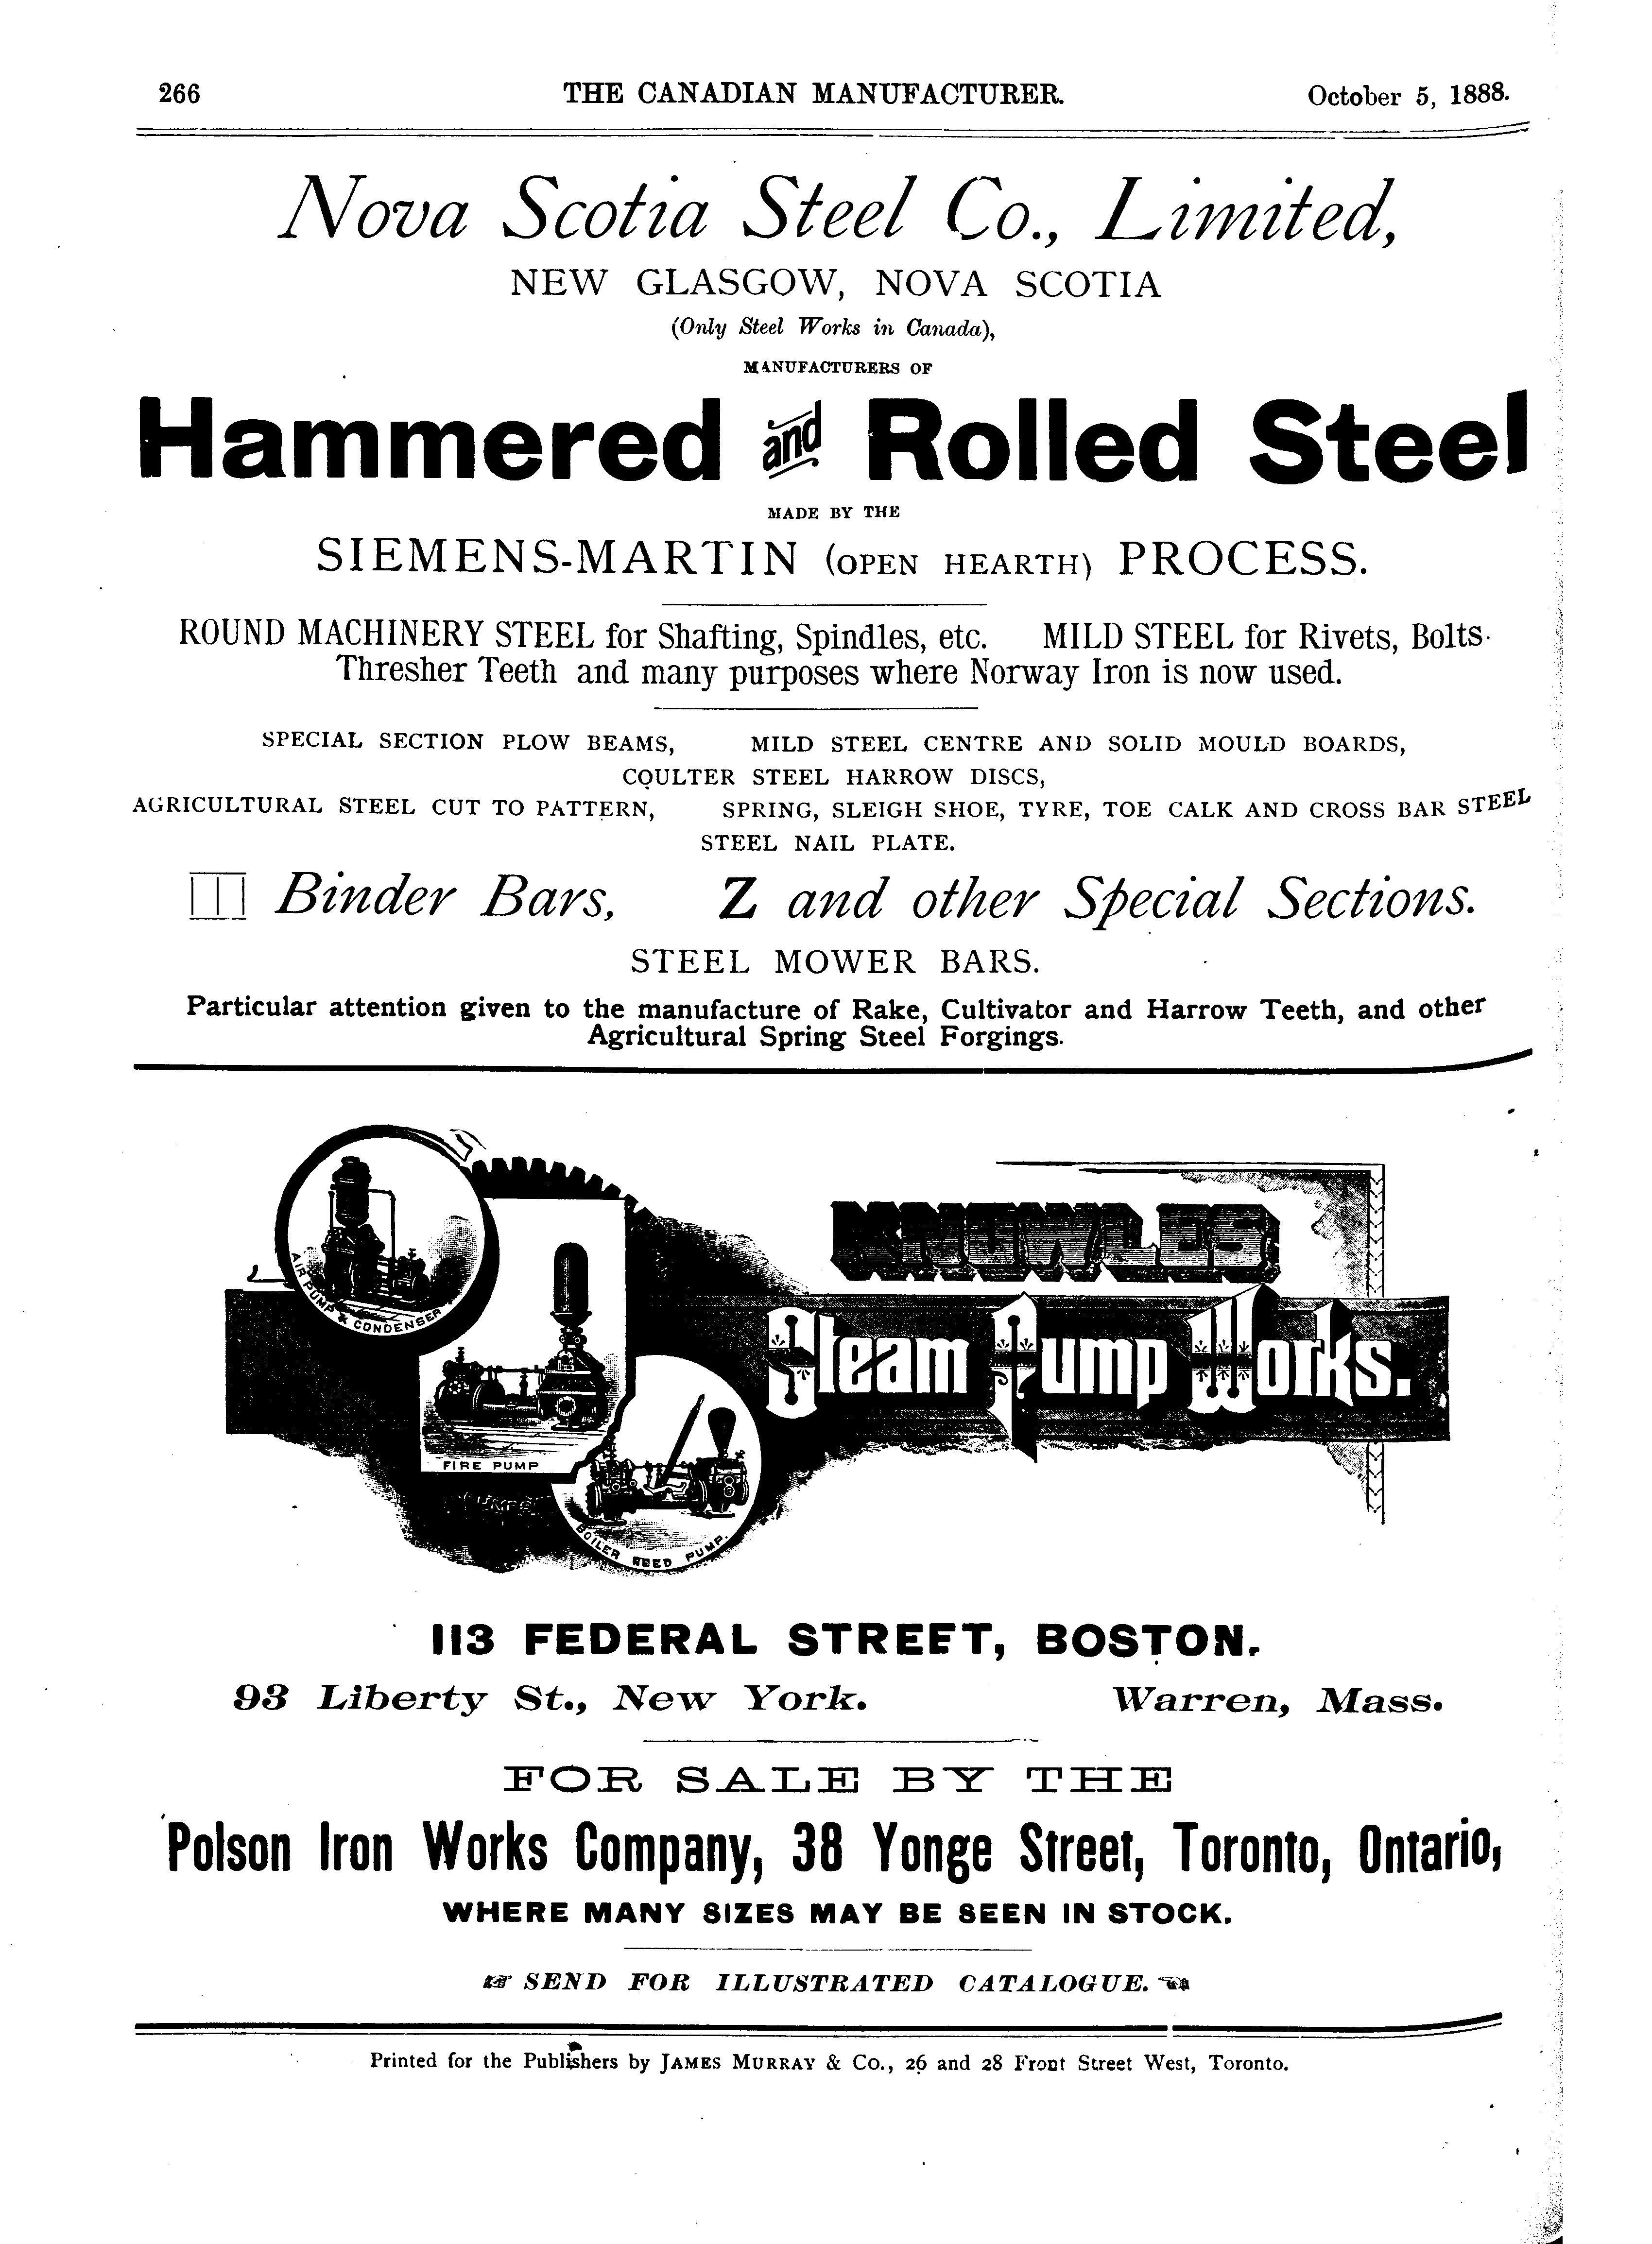 266 THE CANADIAN MANUFACTURER. October 5, 1888.
Nova Scotia Steel Co., Limited,
NEW GLASGOW, NOVA SCOTIA
(Only Steel Works in Canada),
MANUFACTURERS OF
Hammered and Rolled Steel
MADE BY THE
SIEMENS-MARTIN (OPEN HEARTH) PROCESS.
ROUND MACHINERY STEEL for Shafting, Spindles, etc. MILD STEEL for Rivets, Bolts.
Thresher Teeth and many purposes where Norway Iron is now used.
SPECIAL SECTION PLOW BEAMS, MILD STEEL CENTRE AND SOLID MOULD BOARDS,
COULTER STEEL HARROW DISCS,
AGRICULTURAL STEEL CUT TO PATTERN, SPRING, SLEIGH SHOE, TYRE, TOE CALK AND CROSS BAR STEEL
STEEL NAIL PLATE.
Binder Bars, Z and other Special Sections.
STEEL MOWER BARS.
Particular attention given to the manufacture of Rake, Cultivator and Harrow Teeth, and other
Agricultural Spring Steel Forgings.
KNOWLES
Steam Pump Works.
AIR PUMP & CONDENSER
FIRE PUMP
BOILER FEED PUMP.
113 FEDERAL STREET, BOSTON.
93 Liberty St., New York. Warren, Mass.
FOR SALE BY THE
Polson Iron Works Company, 38 Yonge Street, Toronto, Ontario,
WHERE MANY SIZES MAY BE SEEN IN STOCK.
☞ SEND FOR ILLUSTRATED CATALOGUE. ☜
Printed for the Publishers by JAMES MURRAY & Co., 26 and 28 Front Street West, Toronto.